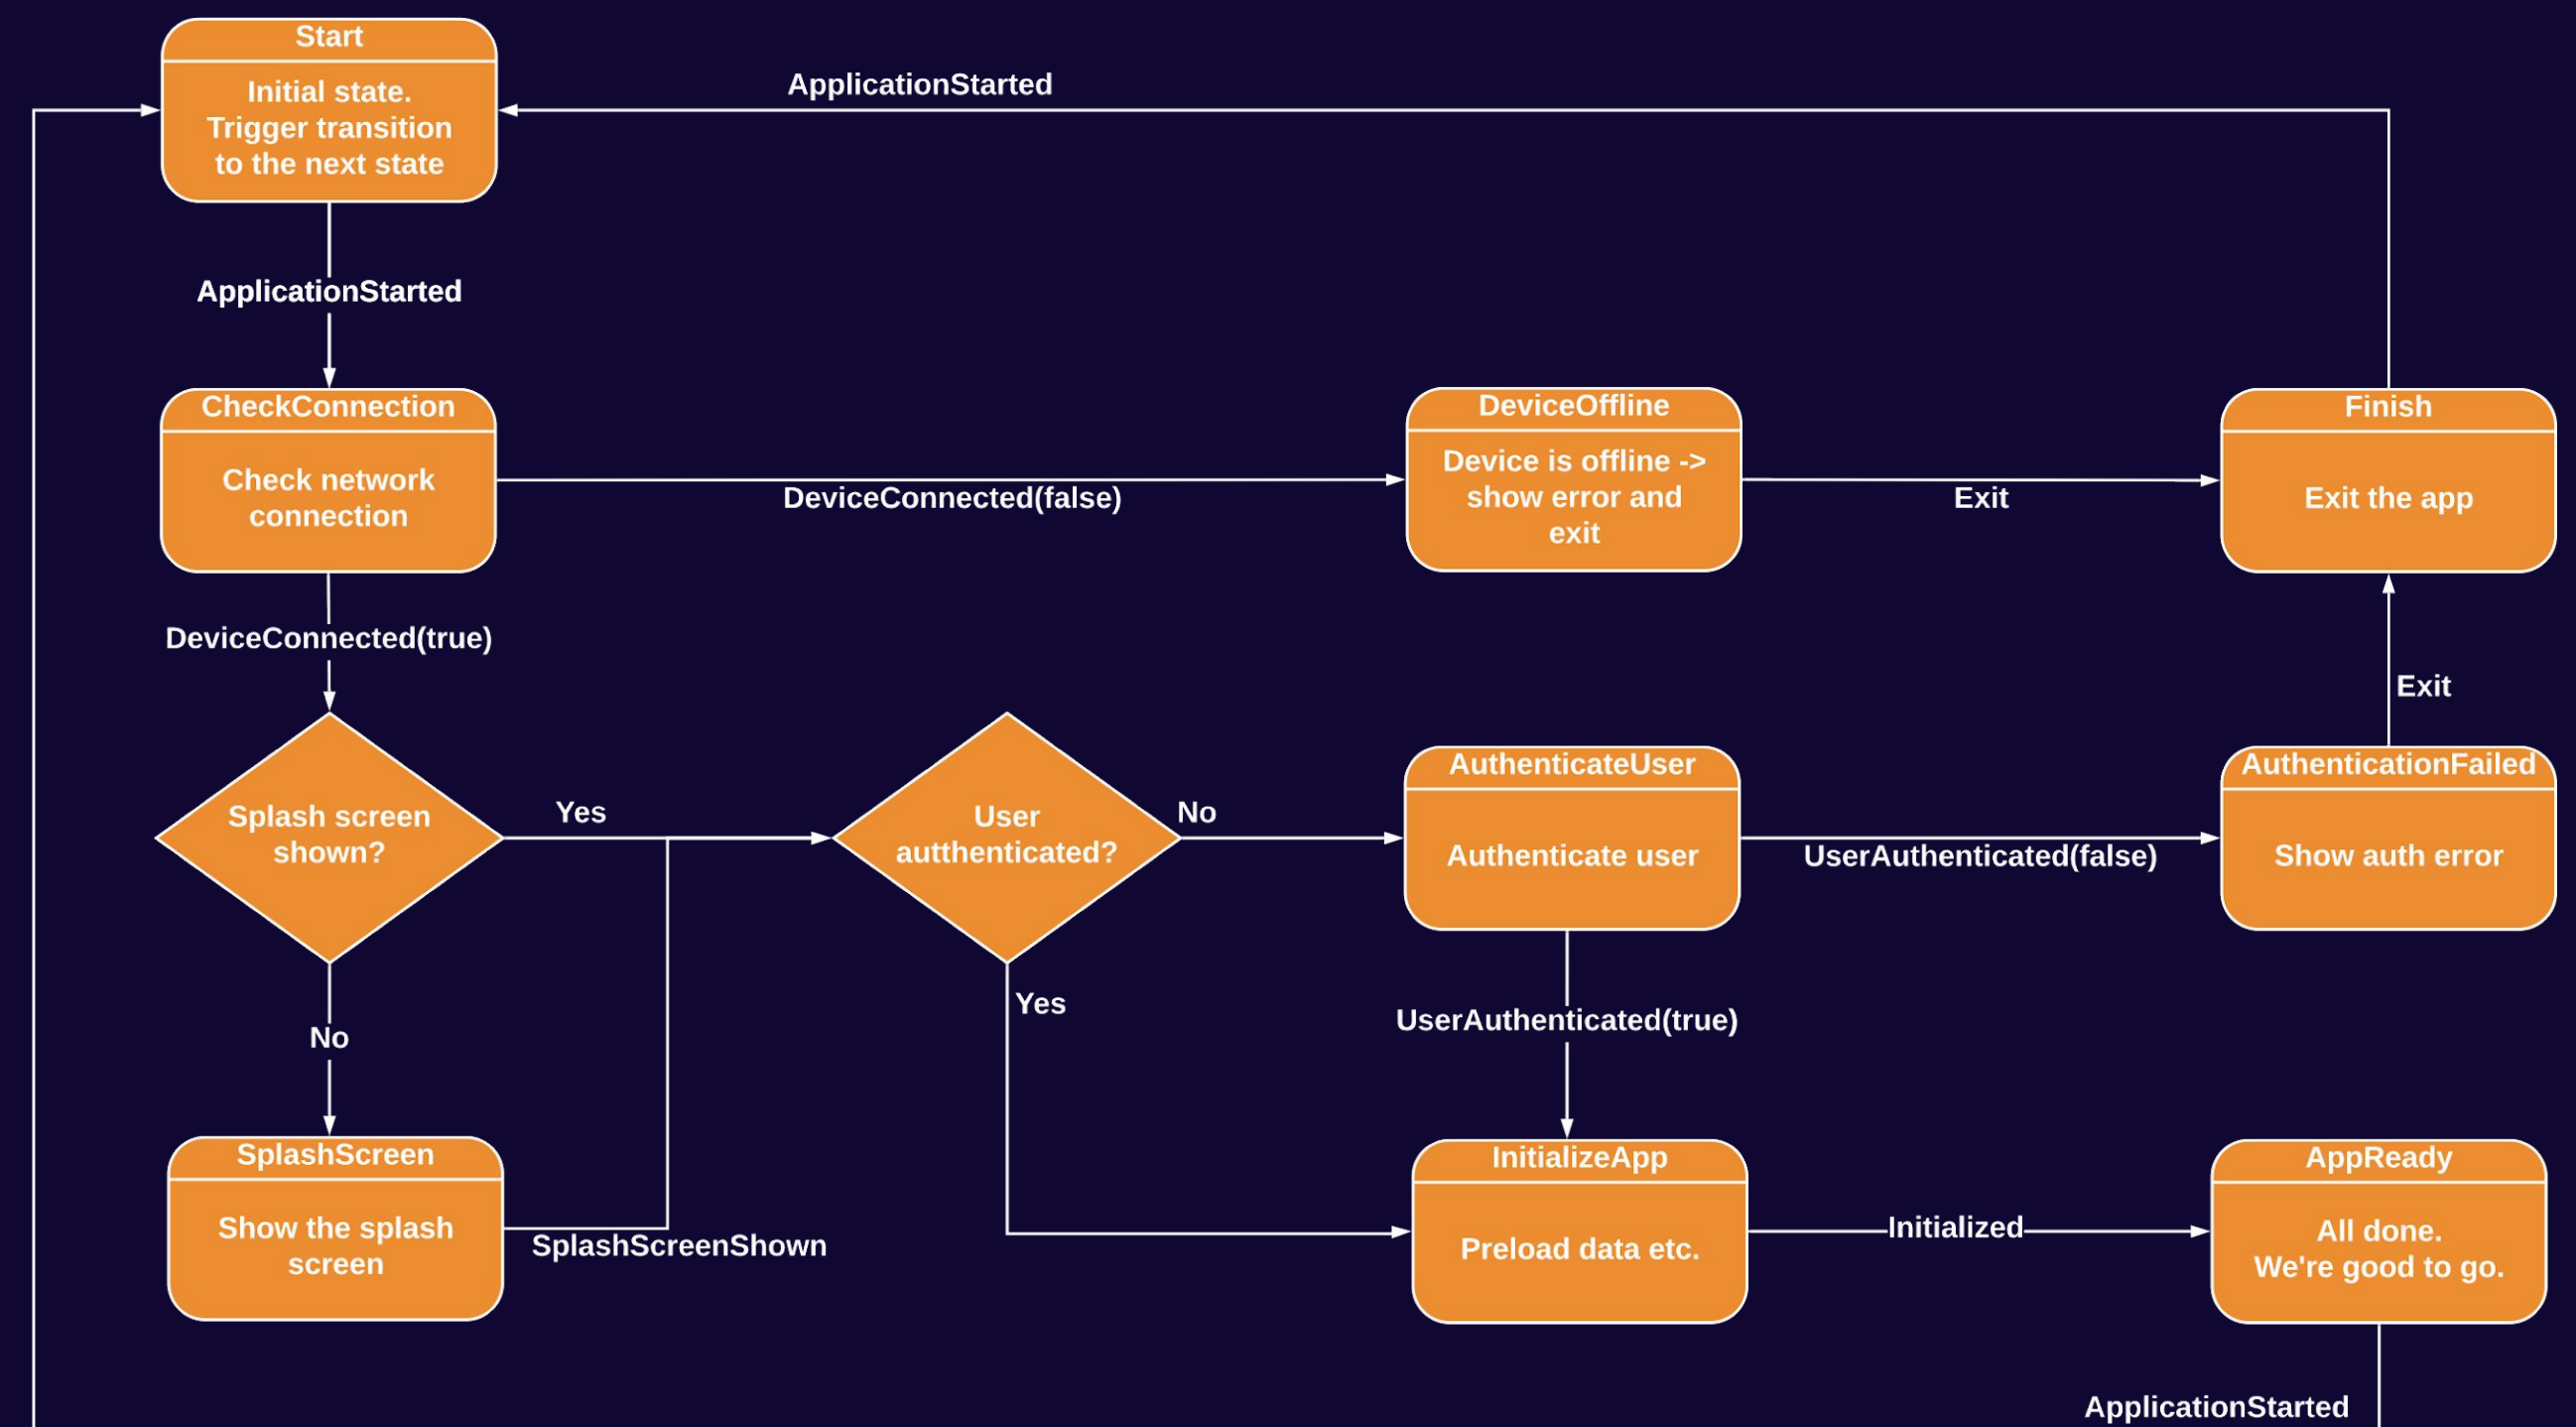 Start
Initial state.
Trigger transition
to the next state
ApplicationStarted
ApplicationStarted
CheckConnection
Check network
connection
DeviceConnected(false)
DeviceOffline
Device is offline ->
show error and
exit
Exit
Finish
Exit the app
DeviceConnected(true)
Exit
Splash screen
shown?
Yes
User
autthenticated?
No
AuthenticateUser
Authenticate user
UserAuthenticated(false)
AuthenticationFailed
Show auth error
No
Yes
UserAuthenticated(true)
SplashScreen
Show the splash
screen
SplashScreenShown
InitializeApp
Preload data etc.
Initialized
AppReady
All done.
We're good to go.
ApplicationStarted